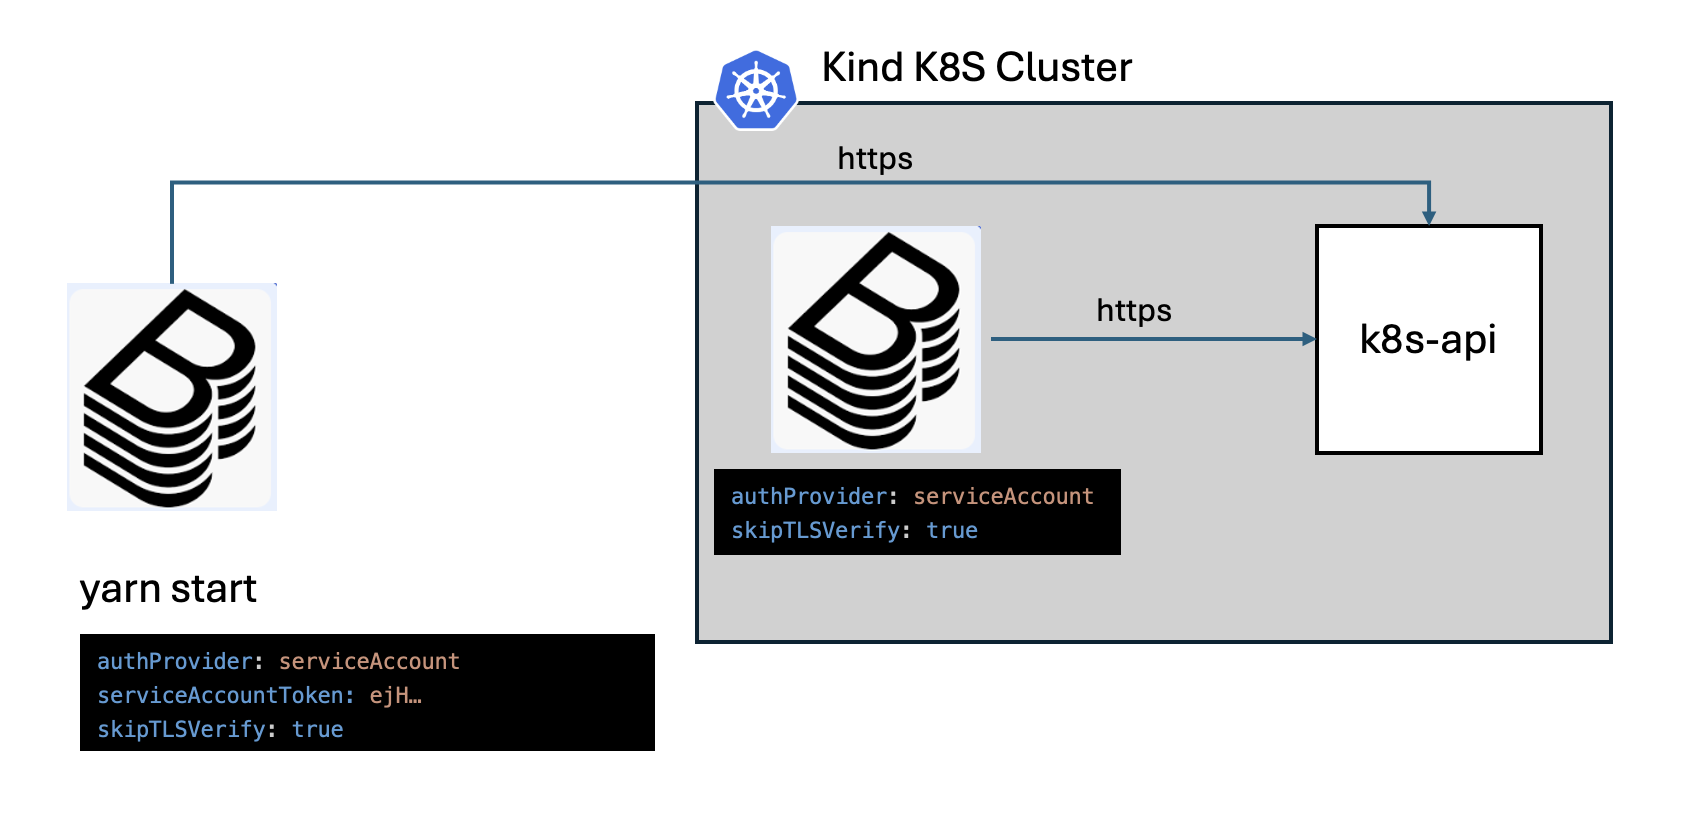 Kind K8S Cluster
https
https
k8s-api
authProvider: serviceAccount
skipTLSVerify: true
yarn start
authProvider: serviceAccount
serviceAccountToken: ejH…
skipTLSVerify: true